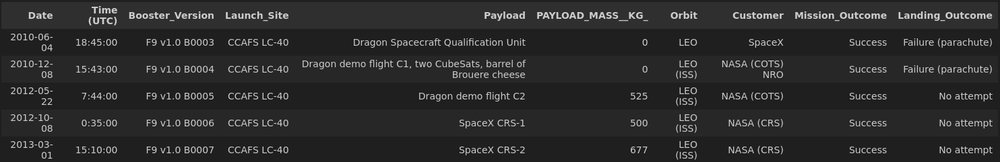 Date Time (UTC) Booster_Version Launch_Site Payload PAYLOAD_MASS__KG_ Orbit Customer Mission_Outcome Landing_Outcome
2010-06-04 18:45:00 F9 v1.0 B0003 CCAFS LC-40 Dragon Spacecraft Qualification Unit 0 LEO SpaceX Success Failure (parachute)
2010-12-08 15:43:00 F9 v1.0 B0004 CCAFS LC-40 Dragon demo flight C1, two CubeSats, barrel of Brouere cheese 0 LEO (ISS) NASA (COTS) NRO Success Failure (parachute)
2012-05-22 7:44:00 F9 v1.0 B0005 CCAFS LC-40 Dragon demo flight C2 525 LEO (ISS) NASA (COTS) Success No attempt
2012-10-08 0:35:00 F9 v1.0 B0006 CCAFS LC-40 SpaceX CRS-1 500 LEO (ISS) NASA (CRS) Success No attempt
2013-03-01 15:10:00 F9 v1.0 B0007 CCAFS LC-40 SpaceX CRS-2 677 LEO (ISS) NASA (CRS) Success No attempt